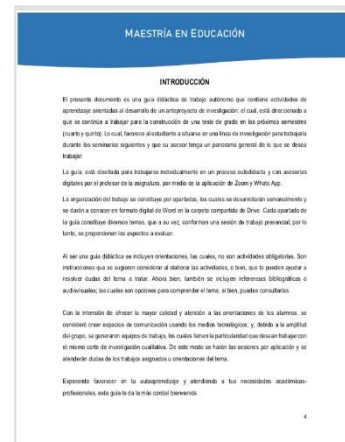 MAESTRÍA EN EDUCACIÓN
INTRODUCCIÓN
El presente documento es una guía didáctica de trabajo autónomo que contiene actividades de
aprendizaje orientadas al desarrollo de un anteproyecto de investigación; el cual, está direccionado a
que se continúe a trabajar para la construcción de una tesis de grado en los próximos semestres
(cuarto y quinto). Lo cual, favorece al estudiante a situarse en una línea de investigación para trabajarla
durante los seminarios siguientes y que su asesor tenga un panorama general de lo que se desea
trabajar.
La guía, está diseñada para trabajarse individualmente en un proceso autodidacta y con asesorías
digitales por el profesor de la asignatura, por medio de la aplicación de Zoom y Whats App.
La organización del trabajo se constituye por apartados, los cuales se desarrollarán semanalmente y
se darán a conocer en formato digital de Word en la carpeta compartida de Drive. Cada apartado de
la guía constituye diversos temas, que a su vez, conforman una sesión de trabajo presencial; por lo
tanto, se proporcionan los aspectos a evaluar.
Al ser una guía didáctica se incluyen orientaciones, las cuales, no son actividades obligatorias. Son
instrucciones que se sugieren considerar al elaborar las actividades, o bien, que te pueden ayudar a
resolver dudas del tema a tratar. Ahora bien, también se incluyen referencias bibliográficas o
audiovisuales; las cuales son opciones para comprender el tema, si bien, puedes consultarlas.
Con la intención de ofrecer la mayor calidad y atención a las orientaciones de los alumnos, se
consideró crear espacios de comunicación usando los medios tecnológicos; y, debido a la amplitud
del grupo, se generaron equipos de trabajo, los cuales tienen la particularidad que desean trabajar con
el mismo corte de investigación cualitativa. De este modo se harán las sesiones por aplicación y se
atenderán dudas de los trabajos asignados u orientaciones del tema.
Esperando favorecer en tu autoaprendizaje y atendiendo a tus necesidades académicas-
profesionales, esta guía te da la más cordial bienvenida.
4